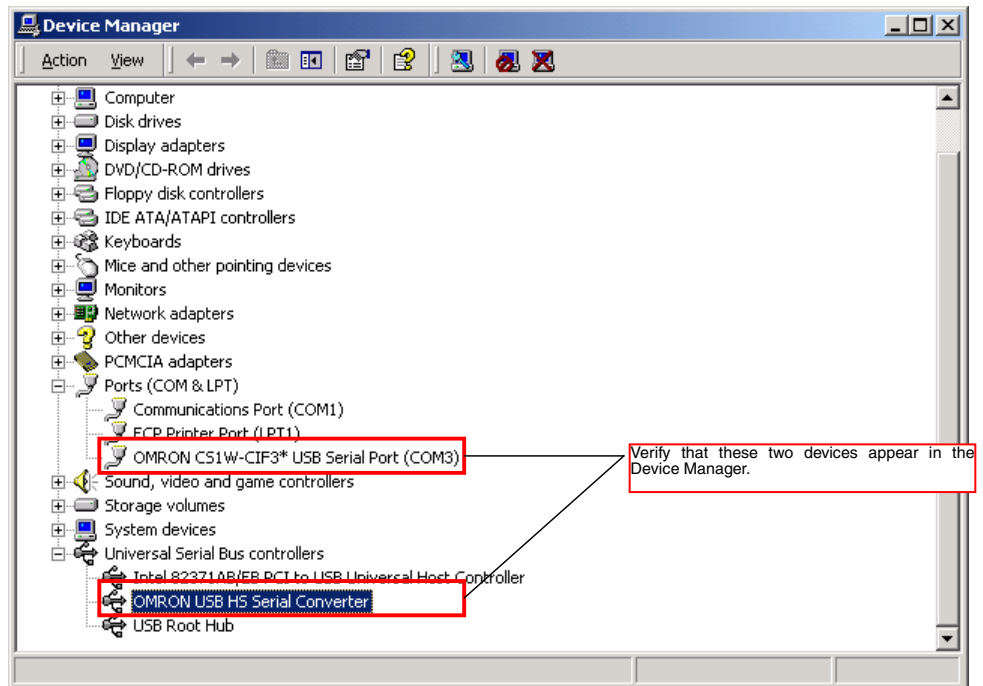 Device Manager
Action View
Computer
Disk drives
Display adapters
DVD/CD-ROM drives
Floppy disk controllers
IDE ATA/ATAPI controllers
Keyboards
Mice and other pointing devices
Monitors
Network adapters
Other devices
PCMCIA adapters
Ports (COM & LPT)
Communications Port (COM1)
ECP Printer Port (LPT1)
OMRON CS1W-CIF3* USB Serial Port (COM3)
Verify that these two devices appear in the
Device Manager.
Sound, video and game controllers
Storage volumes
System devices
Universal Serial Bus controllers
Intel 82371AB/EB PCI to USB Universal Host Controller
OMRON USB HS Serial Converter
USB Root Hub